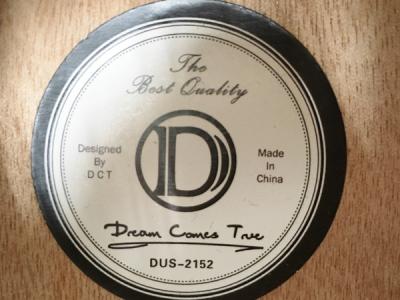 The
Best Quality
Designed
By
DCT
D
Made
In
China
Dream Comes True
DUS-2152